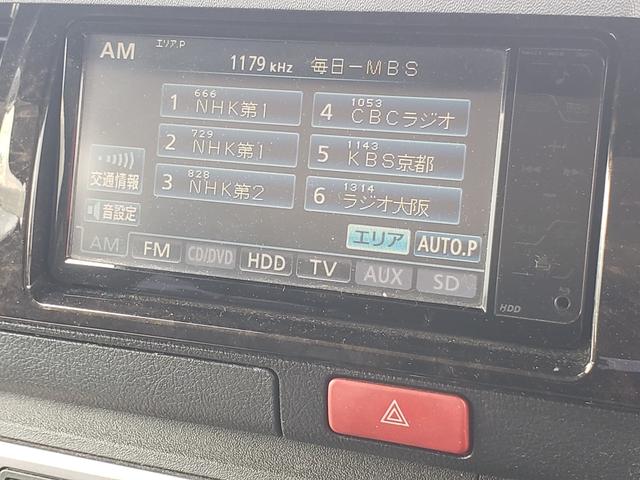 AM エリア.P
1179 kHz 毎日ーMBS
1 666 NHK第1
4 1053 CBCラジオ
2 729 NHK第1
5 1143 KBS京都
3 828 NHK第2
6 1314 ラジオ大阪
交通情報
音設定
エリア AUTO.P
AM FM CD/DVD HDD TV AUX SD
HDD